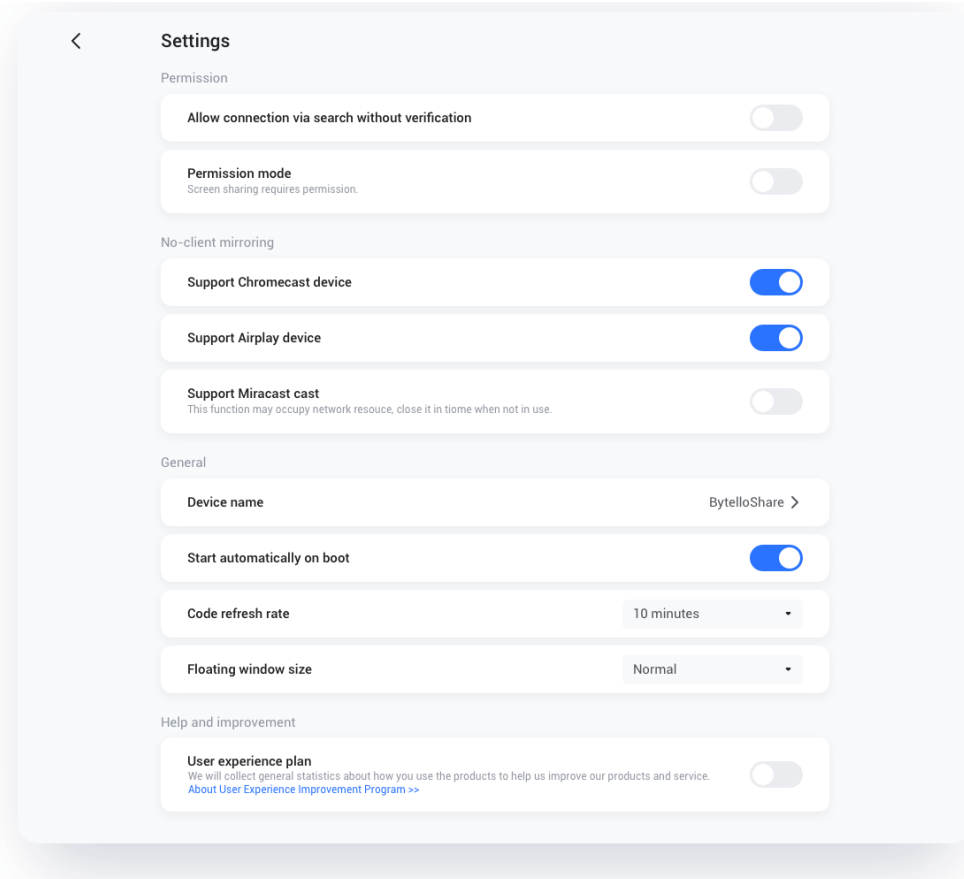 Settings
Permission
Allow connection via search without verification
Permission mode
Screen sharing requires permission.
No-client mirroring
Support Chromecast device
Support Airplay device
Support Miracast cast
This function may occupy network resouce, close it in tiome when not in use.
General
Device name
BytelloShare
Start automatically on boot
Code refresh rate
10 minutes
Floating window size
Normal
Help and improvement
User experience plan
We will collect general statistics about how you use the products to help us improve our products and service.
About User Experience Improvement Program >>